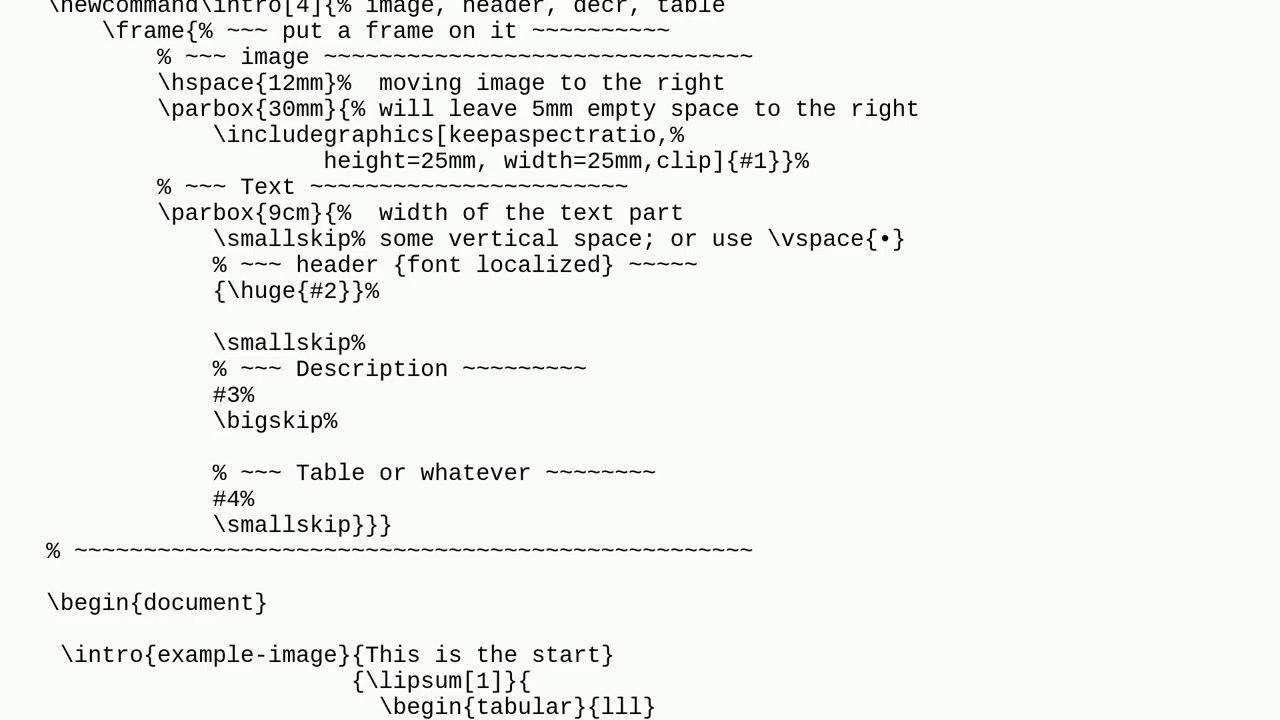 \newcommand\intro[4]{% image, header, decr, table
\frame{% ~~~ put a frame on it ~~~~~~~~~~
% ~~~ image ~~~~~~~~~~~~~~~~~~~~~~~~~~~~~~~
\hspace{12mm}%  moving image to the right
\parbox{30mm}{% will leave 5mm empty space to the right
\includegraphics[keepaspectratio,%
height=25mm, width=25mm,clip]{#1}}%
% ~~~ Text ~~~~~~~~~~~~~~~~~~~~~~~
\parbox{9cm}{%  width of the text part
\smallskip% some vertical space; or use \vspace{•}
% ~~~ header {font localized} ~~~~~
{\huge{#2}}%
\smallskip%
% ~~~ Description ~~~~~~~~~
#3%
\bigskip%
% ~~~ Table or whatever ~~~~~~~~
#4%
\smallskip}}}
% ~~~~~~~~~~~~~~~~~~~~~~~~~~~~~~~~~~~~~~~~~~~~~~~~~
\begin{document}
\intro{example-image}{This is the start}
{\lipsum[1]}{
\begin{tabular}{lll}